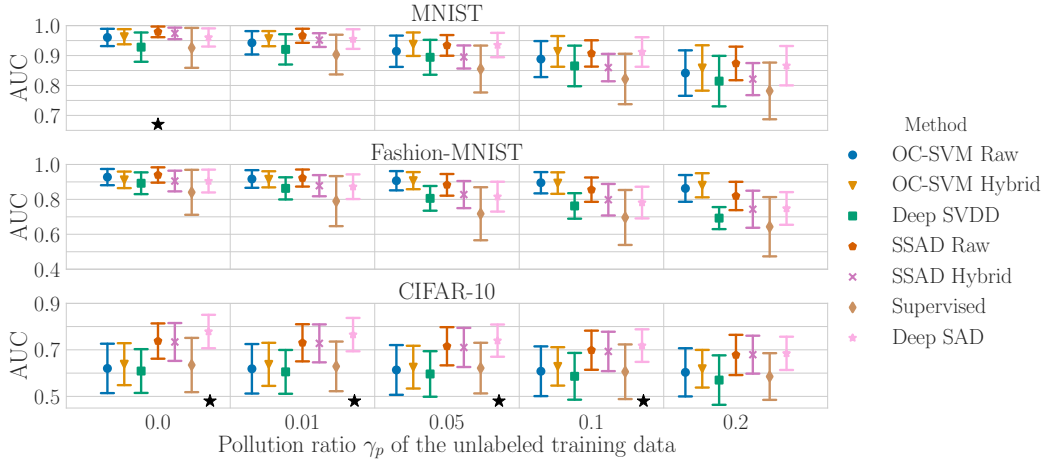 MNIST
AUC
1.0
0.9
0.8
0.7
Fashion-MNIST
AUC
1.0
0.8
0.6
0.4
CIFAR-10
AUC
0.9
0.7
0.5
0.0 0.01 0.05 0.1 0.2
Pollution ratio γp of the unlabeled training data
Method
OC-SVM Raw
OC-SVM Hybrid
Deep SVDD
SSAD Raw
SSAD Hybrid
Supervised
Deep SAD